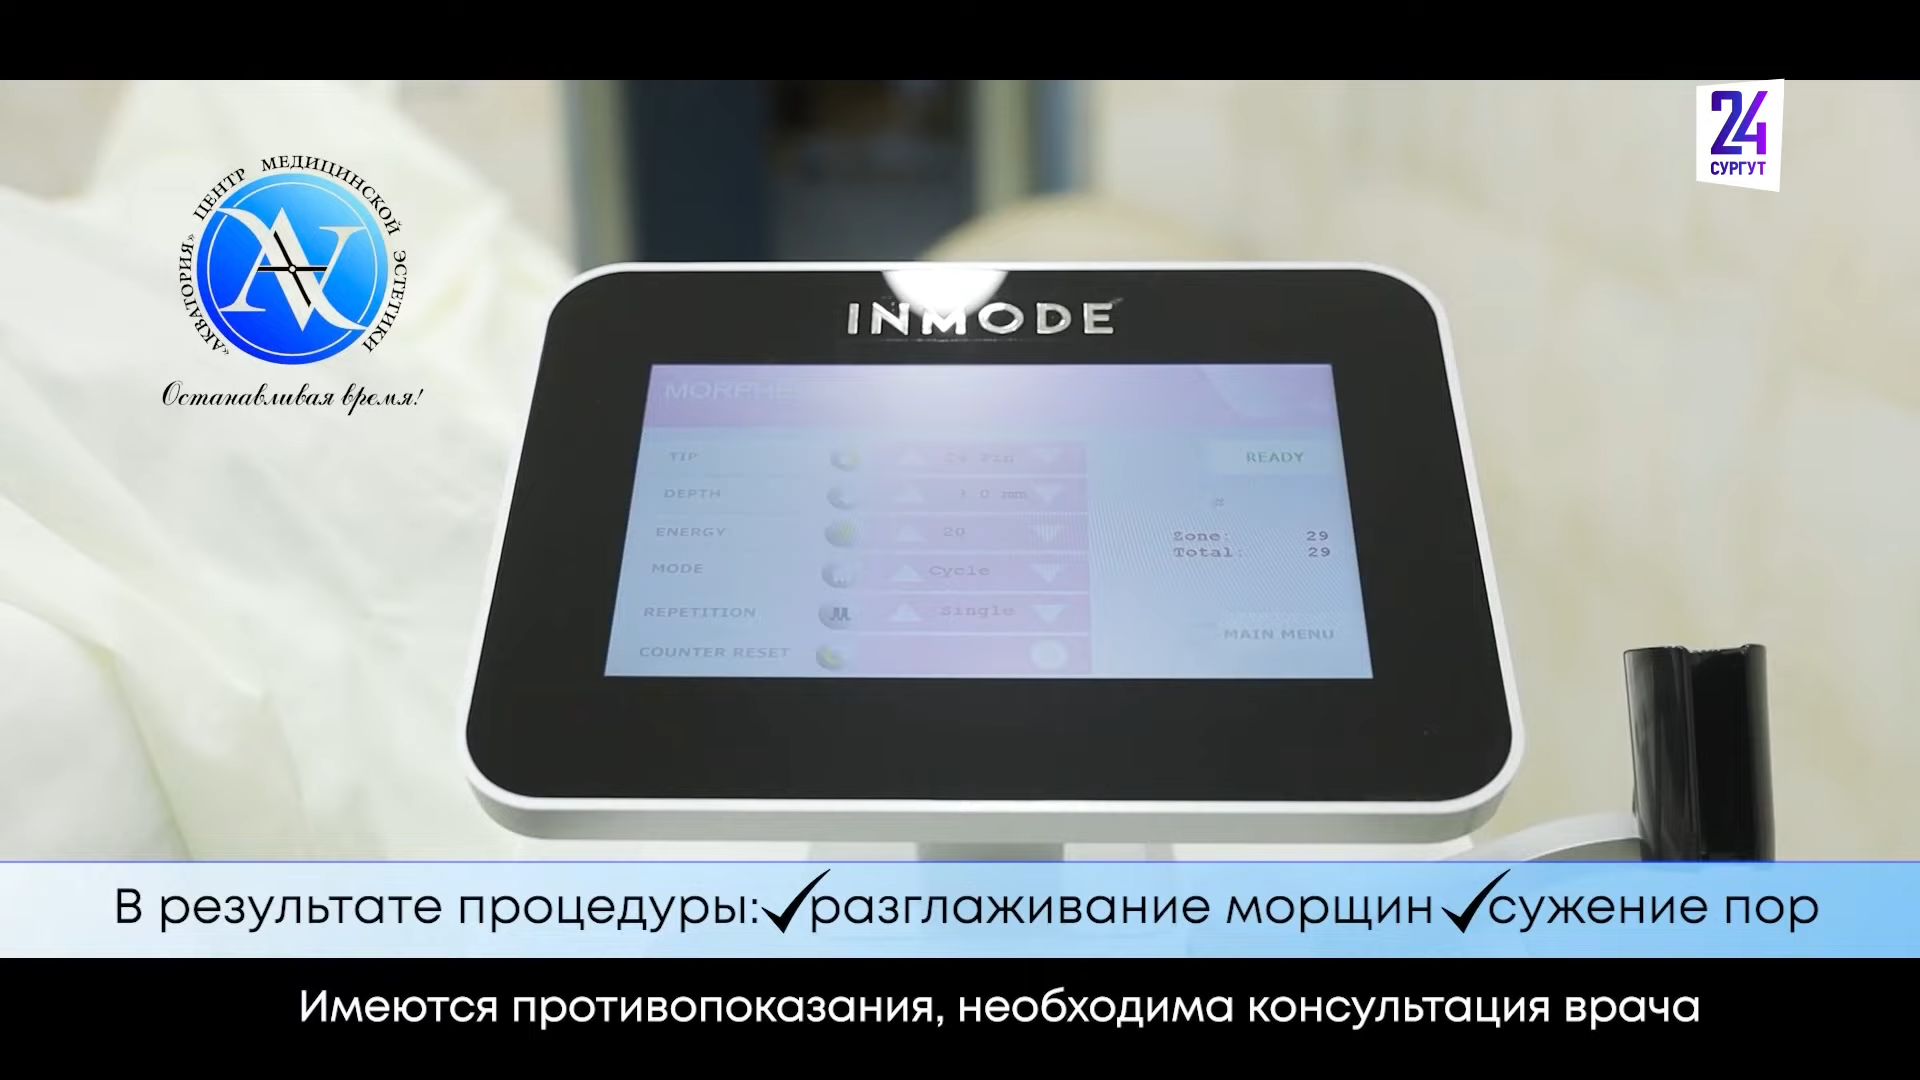 24
СУРГУТ
«АКВАТОРИЯ» ЦЕНТР МЕДИЦИНСКОЙ ЭСТЕТИКИ
Останавливая время!
INMODE
MORPHE
TIP
READY
DEPTH
ENERGY 20
Zone: 29
Total: 29
MODE Cycle
REPETITION Single
MAIN MENU
COUNTER RESET
В результате процедуры: ✓разглаживание морщин ✓сужение пор
Имеются противопоказания, необходима консультация врача